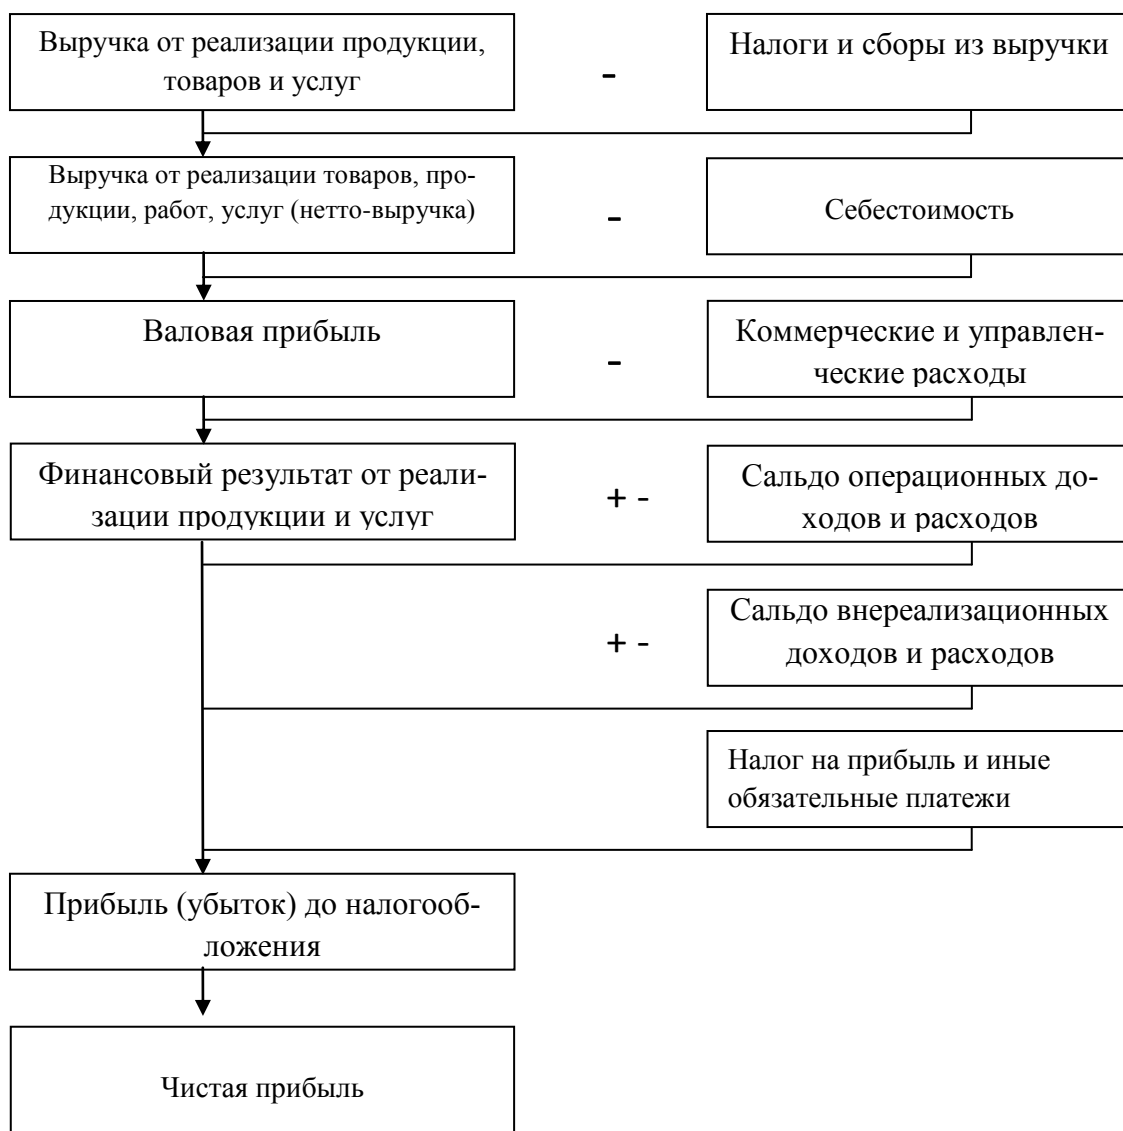 Выручка от реализации продукции,
товаров и услуг
-
Налоги и сборы из выручки
Выручка от реализации товаров, про-
дукции, работ, услуг (нетто-выручка)
-
Себестоимость
Валовая прибыль
-
Коммерческие и управлен-
ческие расходы
Финансовый результат от реали-
зации продукции и услуг
+ -
Сальдо операционных до-
ходов и расходов
+ -
Сальдо внереализационных
доходов и расходов
Налог на прибыль и иные
обязательные платежи
Прибыль (убыток) до налогооб-
ложения
Чистая прибыль